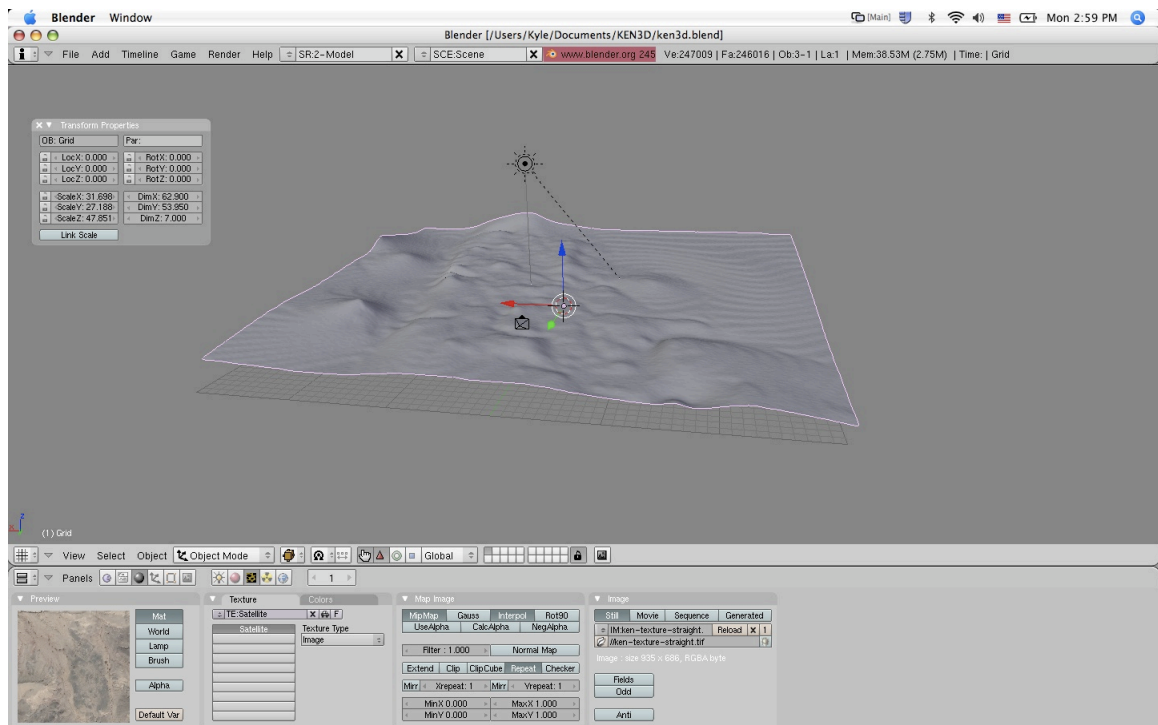 Blender Window [Main] Mon 2:59 PM
Blender [/Users/Kyle/Documents/KEN3D/ken3d.blend]
File Add Timeline Game Render Help SR:2-Model X SCE:Scene X www.blender.org 245 Ve:247009 | Fa:246016 | Ob:3-1 | La:1 | Mem:38.53M (2.75M) | Time: | Grid
Transform Properties
OB: Grid Par:
LocX: 0.000 RotX: 0.000
LocY: 0.000 RotY: 0.000
LocZ: 0.000 RotZ: 0.000
ScaleX: 31.698 DimX: 62.900
ScaleY: 27.188 DimY: 53.950
ScaleZ: 47.851 DimZ: 7.000
Link Scale
z
x
(1) Grid
View Select Object Object Mode Global
Panels 1
Preview
Mat
World
Lamp
Brush
Alpha
Default Var
Texture Colors
TE:Satellite X F
Satellite Texture Type
Image
Map Image
MipMap Gauss Interpol Rot90
UseAlpha CalcAlpha NegAlpha
Filter : 1.000 Normal Map
Extend Clip ClipCube Repeat Checker
Mirr Xrepeat: 1 Mirr Yrepeat: 1
MinX 0.000 MaxX 1.000
MinY 0.000 MaxY 1.000
Image
Still Movie Sequence Generated
IM:ken-texture-straight. Reload X 1
//ken-texture-straight.tif
Image : size 935 x 686, RGBA byte
Fields
Odd
Anti